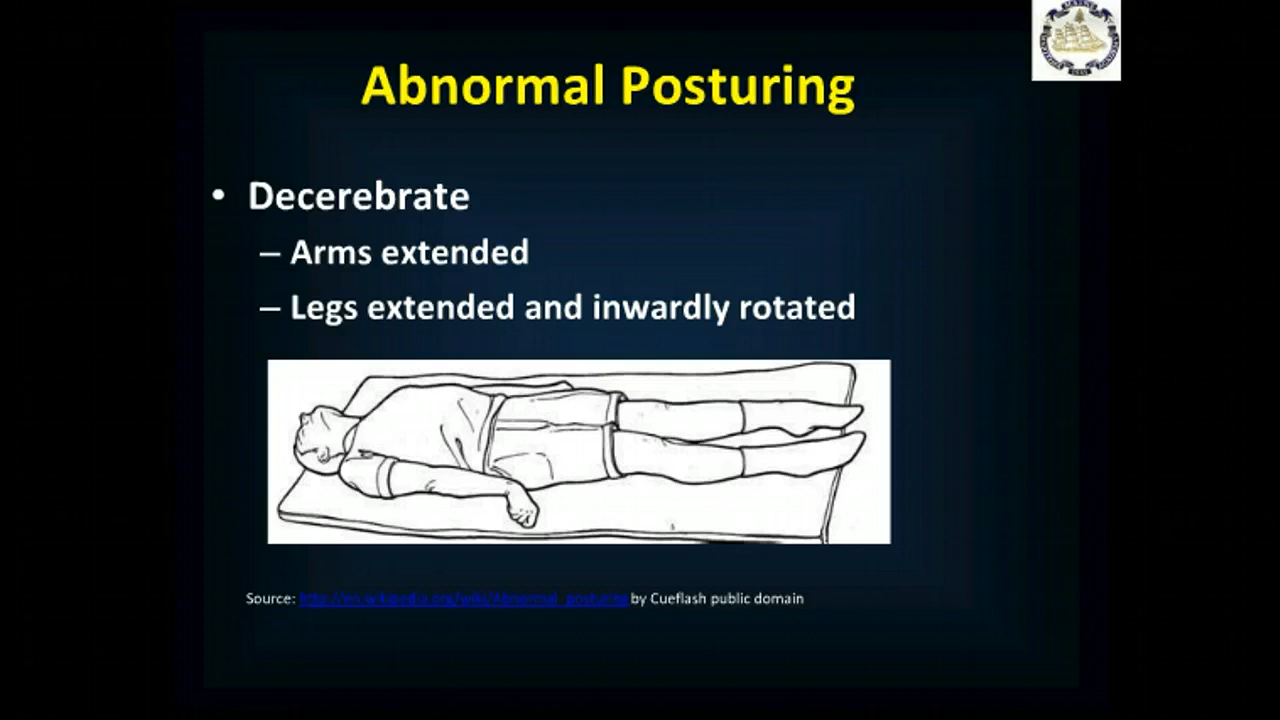 Abnormal Posturing
• Decerebrate
– Arms extended
– Legs extended and inwardly rotated
Source: http://en.wikipedia.org/wiki/Abnormal_posturing by Cueflash public domain